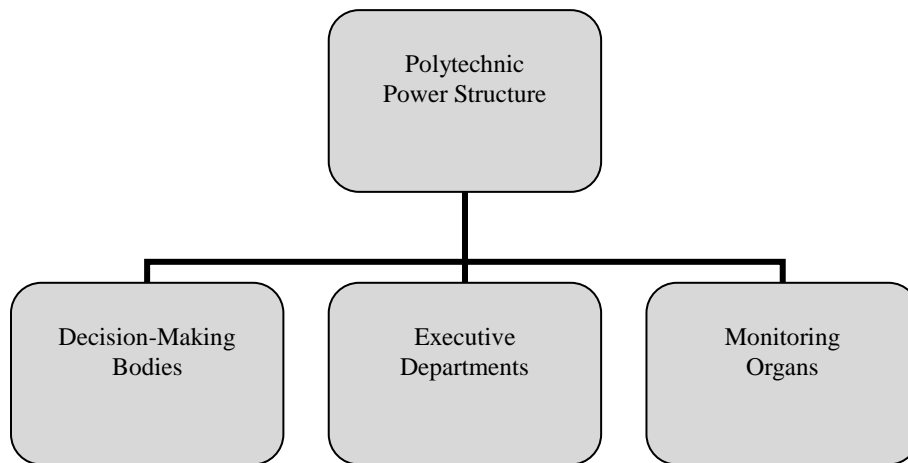 Polytechnic
Power Structure
Decision-Making
Bodies
Executive
Departments
Monitoring
Organs